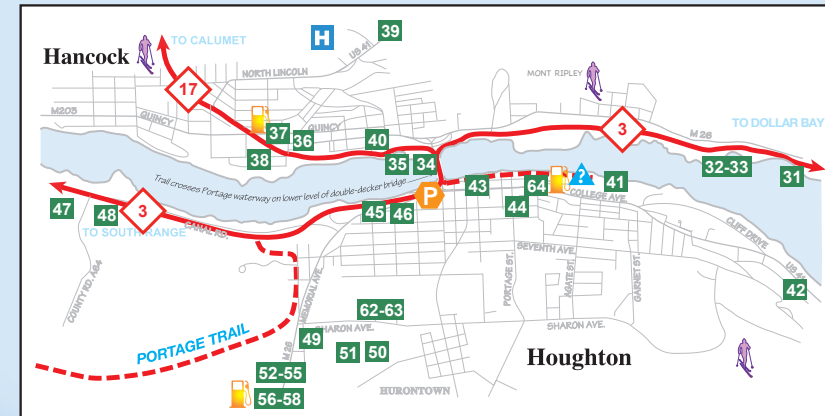 39
H
TO CALUMET
US 41
Hancock
NORTH LINCOLN
MONT RIPLEY
17
M203
QUINCY
37
QUINCY
36
40
3
M 26
TO DOLLAR BAY
38
35
34
32-33
31
Trail crosses Portage waterway on lower level of double-decker bridge
43
64
?
41
P
COLLEGE AVE.
47
48
3
45
46
44
CANAL RD.
TO SOUTH RANGE
CLIFF DRIVE
SEVENTH AVE.
COUNTY RD. A64
MEMORIAL AVE.
PORTAGE ST.
AGATE ST.
GARNET ST.
US 41
42
62-63
SHARON AVE.
SHARON AVE.
PORTAGE TRAIL
49
M 26
51
50
Houghton
52-55
56-58
HURONTOWN